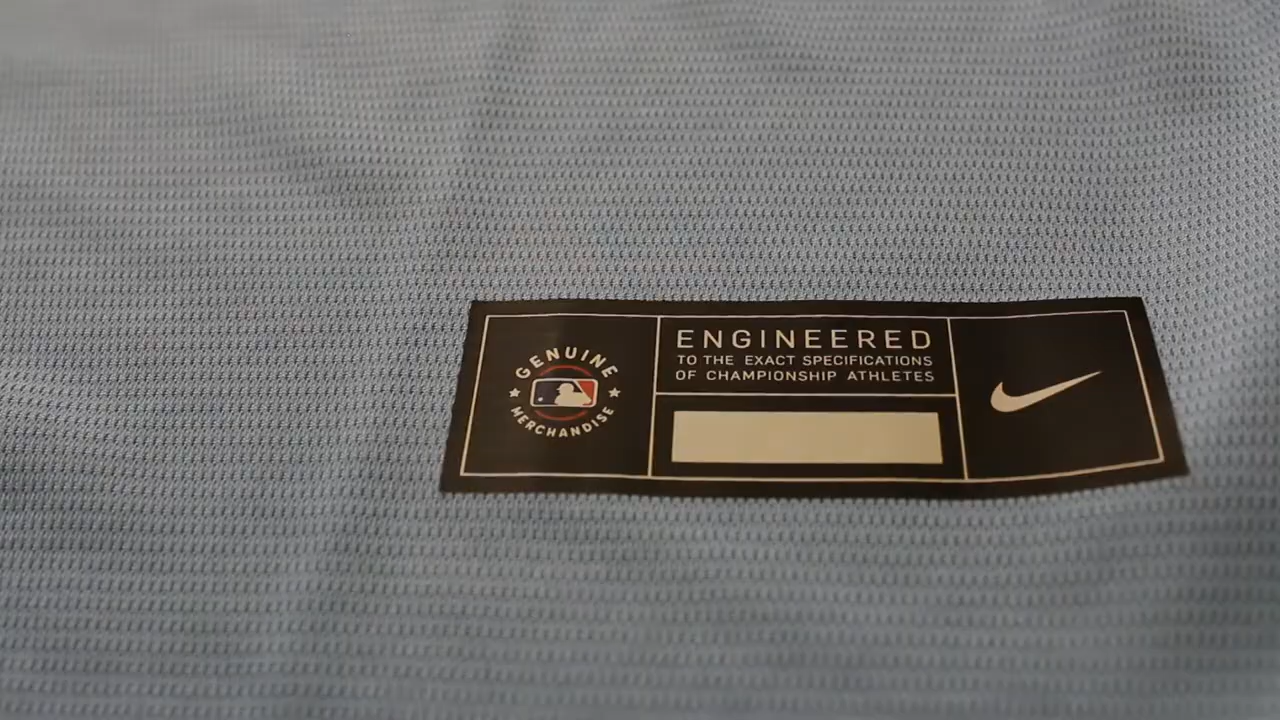 GENUINE
MERCHANDISE
ENGINEERED
TO THE EXACT SPECIFICATIONS
OF CHAMPIONSHIP ATHLETES